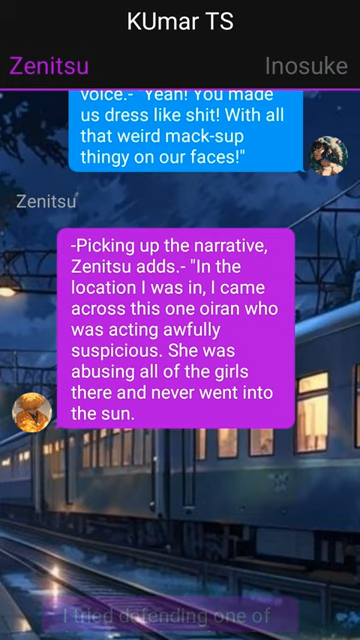 KUmar TS
Zenitsu Inosuke
voice.- "Yeah! You made
us dress like shit! With all
that weird mack-sup
thingy on our faces!"
Zenitsu
-Picking up the narrative,
Zenitsu adds.- "In the
location I was in, I came
across this one oiran who
was acting awfully
suspicious. She was
abusing all of the girls
there and never went into
the sun.
I tried defending one of